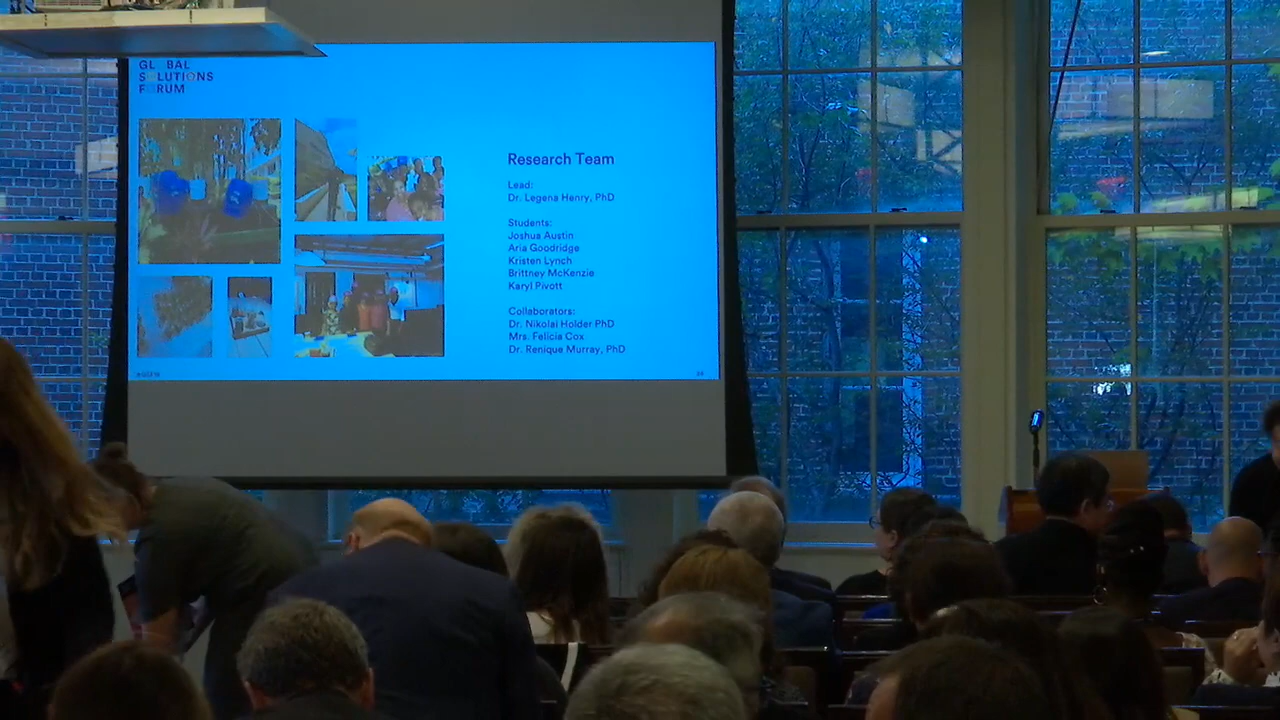 GLOBAL
SOLUTIONS
FORUM
Research Team
Lead:
Dr. Legena Henry, PhD
Students:
Joshua Austin
Aria Goodridge
Kristen Lynch
Brittney McKenzie
Karyl Pivott
Collaborators:
Dr. Nikolai Holder PhD
Mrs. Felicia Cox
Dr. Renique Murray, PhD